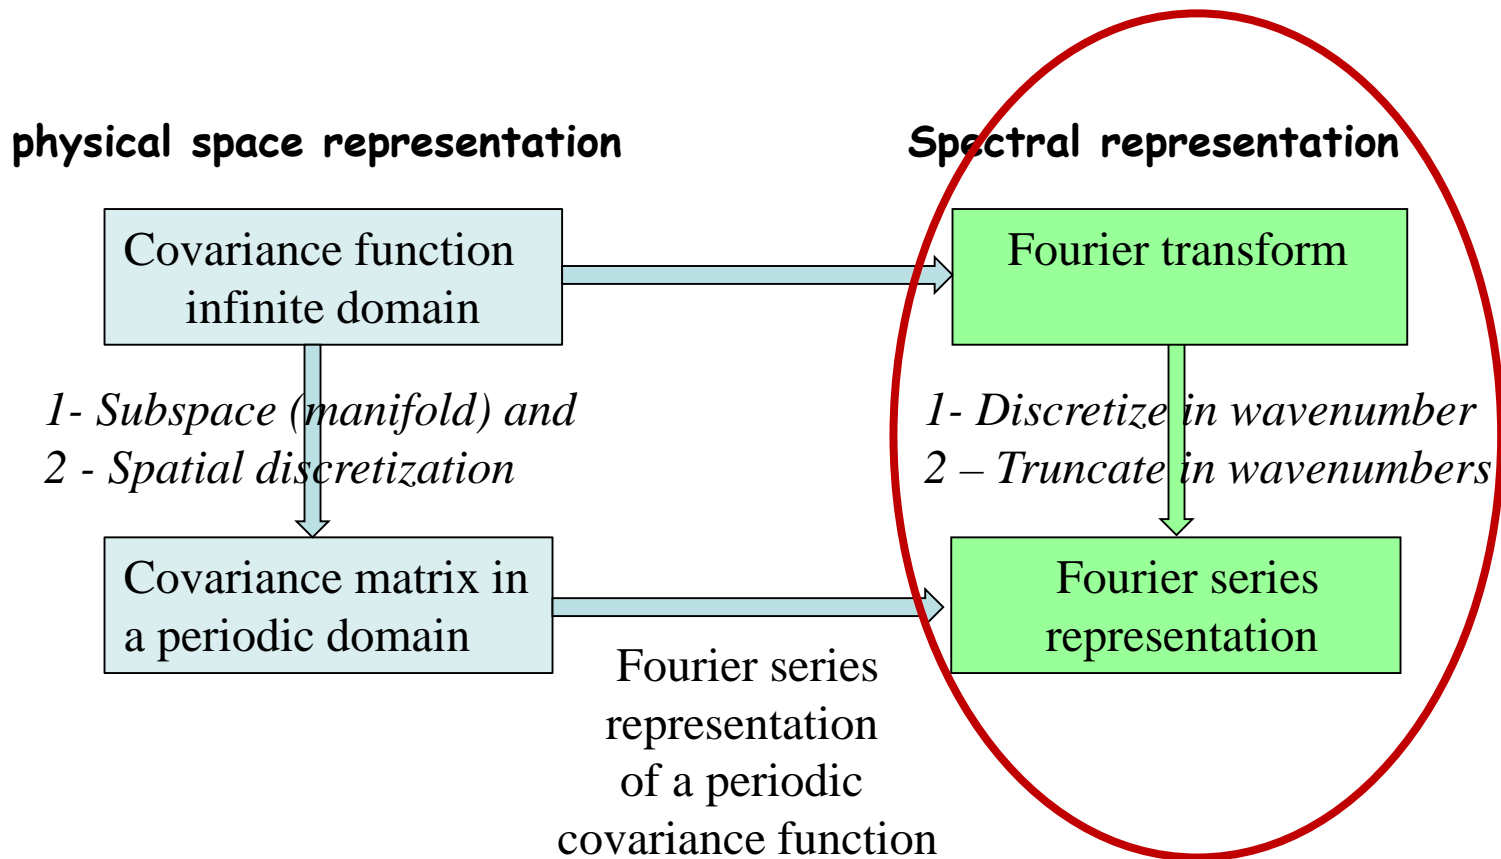 physical space representation
Spectral representation
Covariance function
infinite domain
Fourier transform
1- Subspace (manifold) and
2 - Spatial discretization
1- Discretize in wavenumber
2 – Truncate in wavenumbers
Covariance matrix in
a periodic domain
Fourier series
representation
Fourier series
representation
of a periodic
covariance function